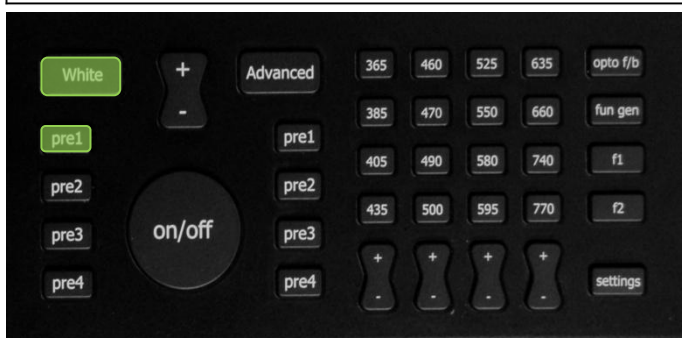 White
+
-
Advanced
pre1
pre2
pre3
pre4
on/off
pre1
pre2
pre3
pre4
365 460 525 635 opto f/b
385 470 550 660 fun gen
405 490 580 740 f1
435 500 595 770 f2
+ + + +
- - - -
settings